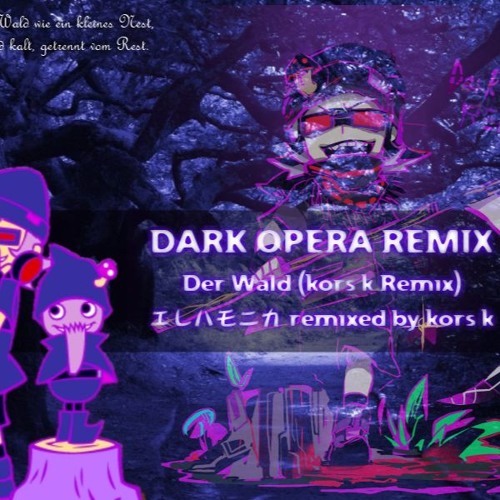 Wald wie ein kleines Nest,
d kalt, getrennt vom Rest.
DARK OPERA REMIX
Der Wald (kors k Remix)
エレハモニカ remixed by kors k